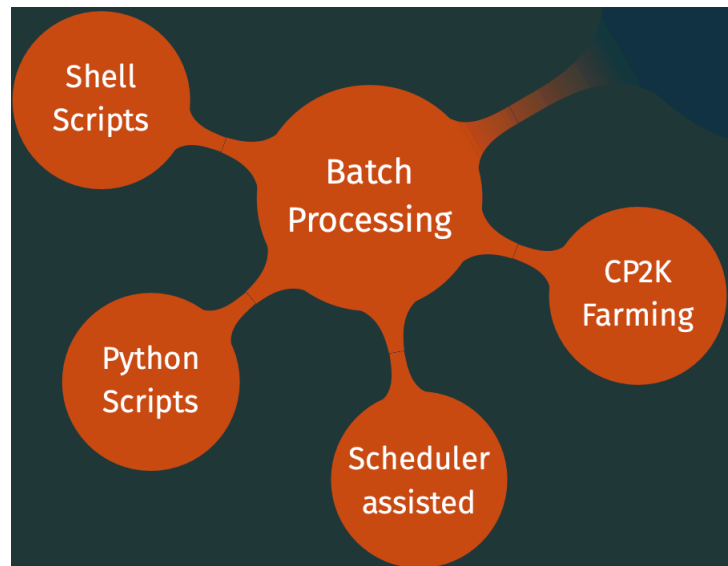 Shell
Scripts
Batch
Processing
CP2K
Farming
Python
Scripts
Scheduler
assisted